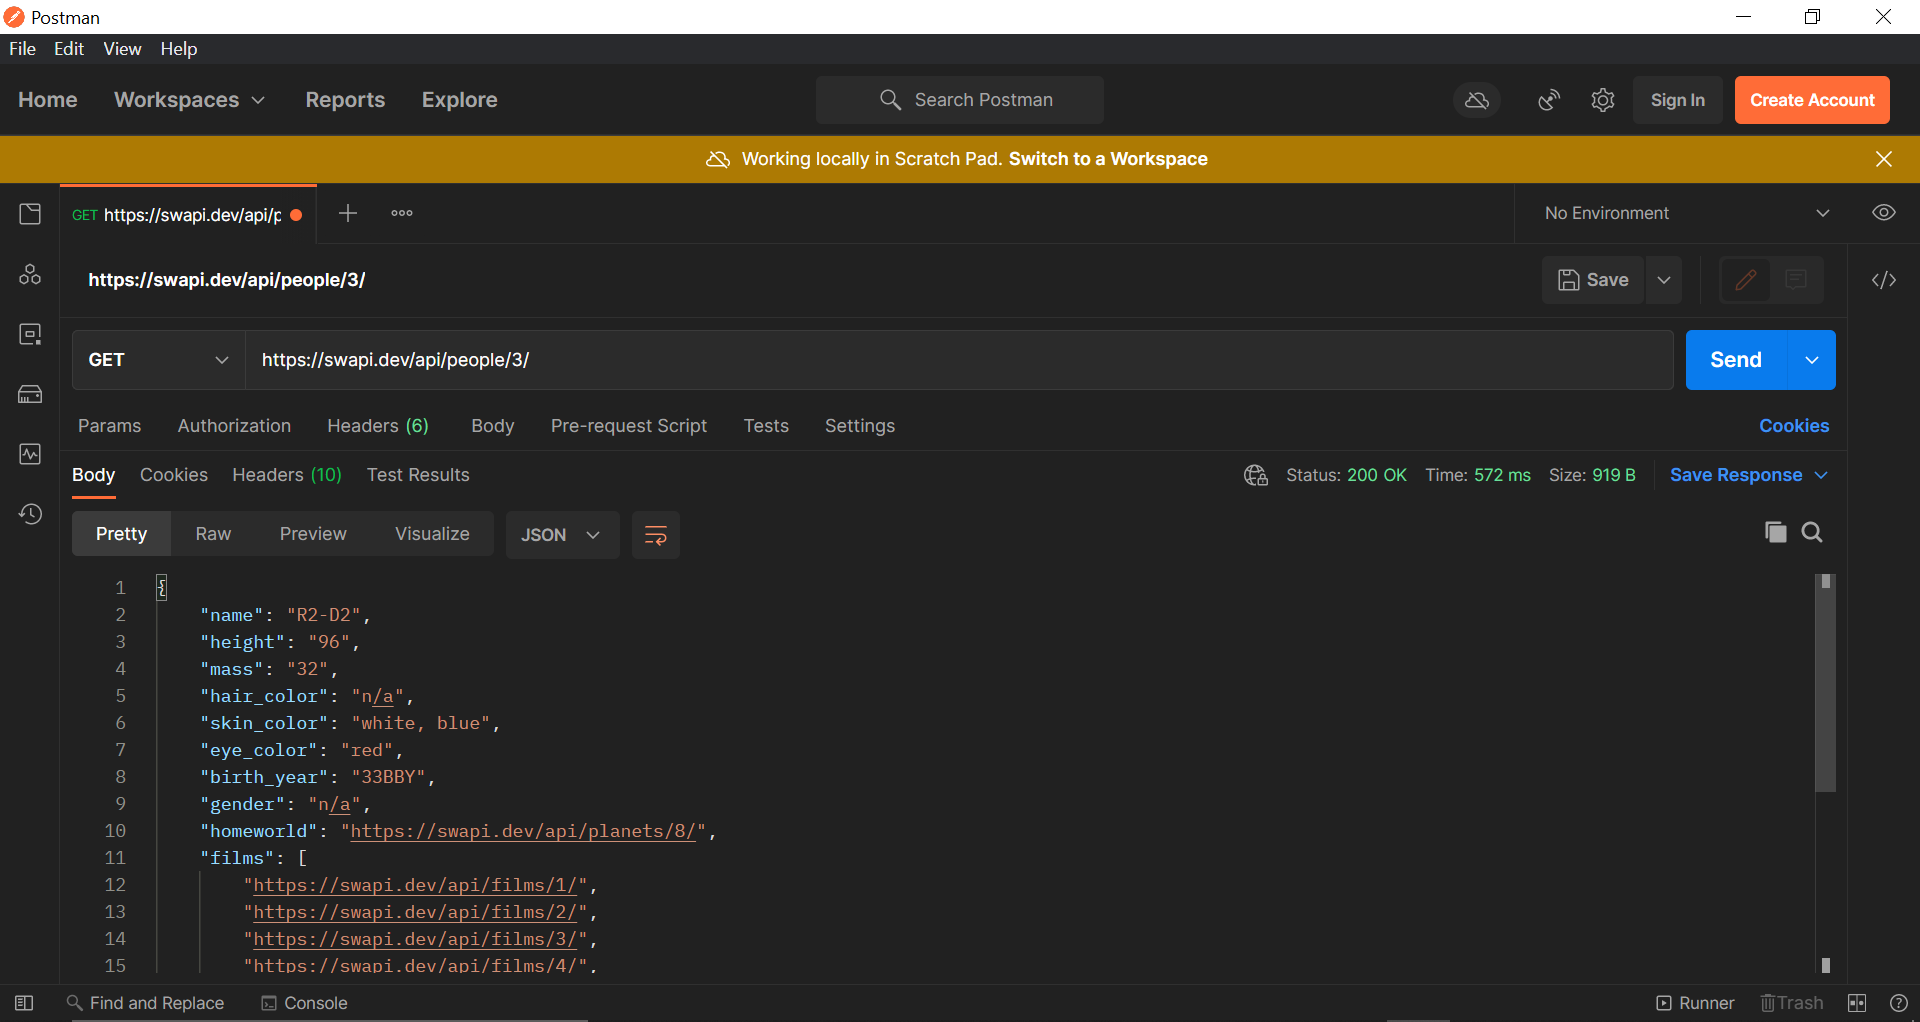 Postman
File Edit View Help
Home Workspaces Reports Explore Search Postman Sign In Create Account
Working locally in Scratch Pad. Switch to a Workspace
GET https://swapi.dev/api/p No Environment
https://swapi.dev/api/people/3/ Save
GET https://swapi.dev/api/people/3/ Send
Params Authorization Headers (6) Body Pre-request Script Tests Settings Cookies
Body Cookies Headers (10) Test Results Status: 200 OK Time: 572 ms Size: 919 B Save Response
Pretty Raw Preview Visualize JSON
1 {
2 "name": "R2-D2",
3 "height": "96",
4 "mass": "32",
5 "hair_color": "n/a",
6 "skin_color": "white, blue",
7 "eye_color": "red",
8 "birth_year": "33BBY",
9 "gender": "n/a",
10 "homeworld": "https://swapi.dev/api/planets/8/",
11 "films": [
12 "https://swapi.dev/api/films/1/",
13 "https://swapi.dev/api/films/2/",
14 "https://swapi.dev/api/films/3/",
15 "https://swapi.dev/api/films/4/",
Find and Replace Console Runner Trash